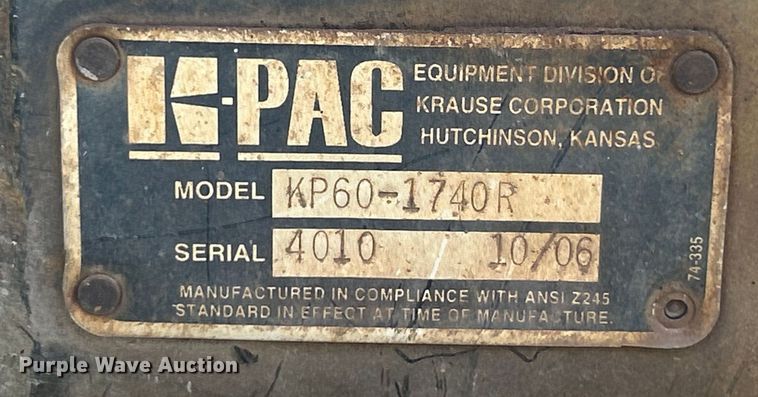 K-PAC
EQUIPMENT DIVISION OF
KRAUSE CORPORATION
HUTCHINSON, KANSAS
MODEL KP60-1740R
SERIAL 4010 10/06
74-335
MANUFACTURED IN COMPLIANCE WITH ANSI Z245
STANDARD IN EFFECT AT TIME OF MANUFACTURE.
Purple Wave Auction